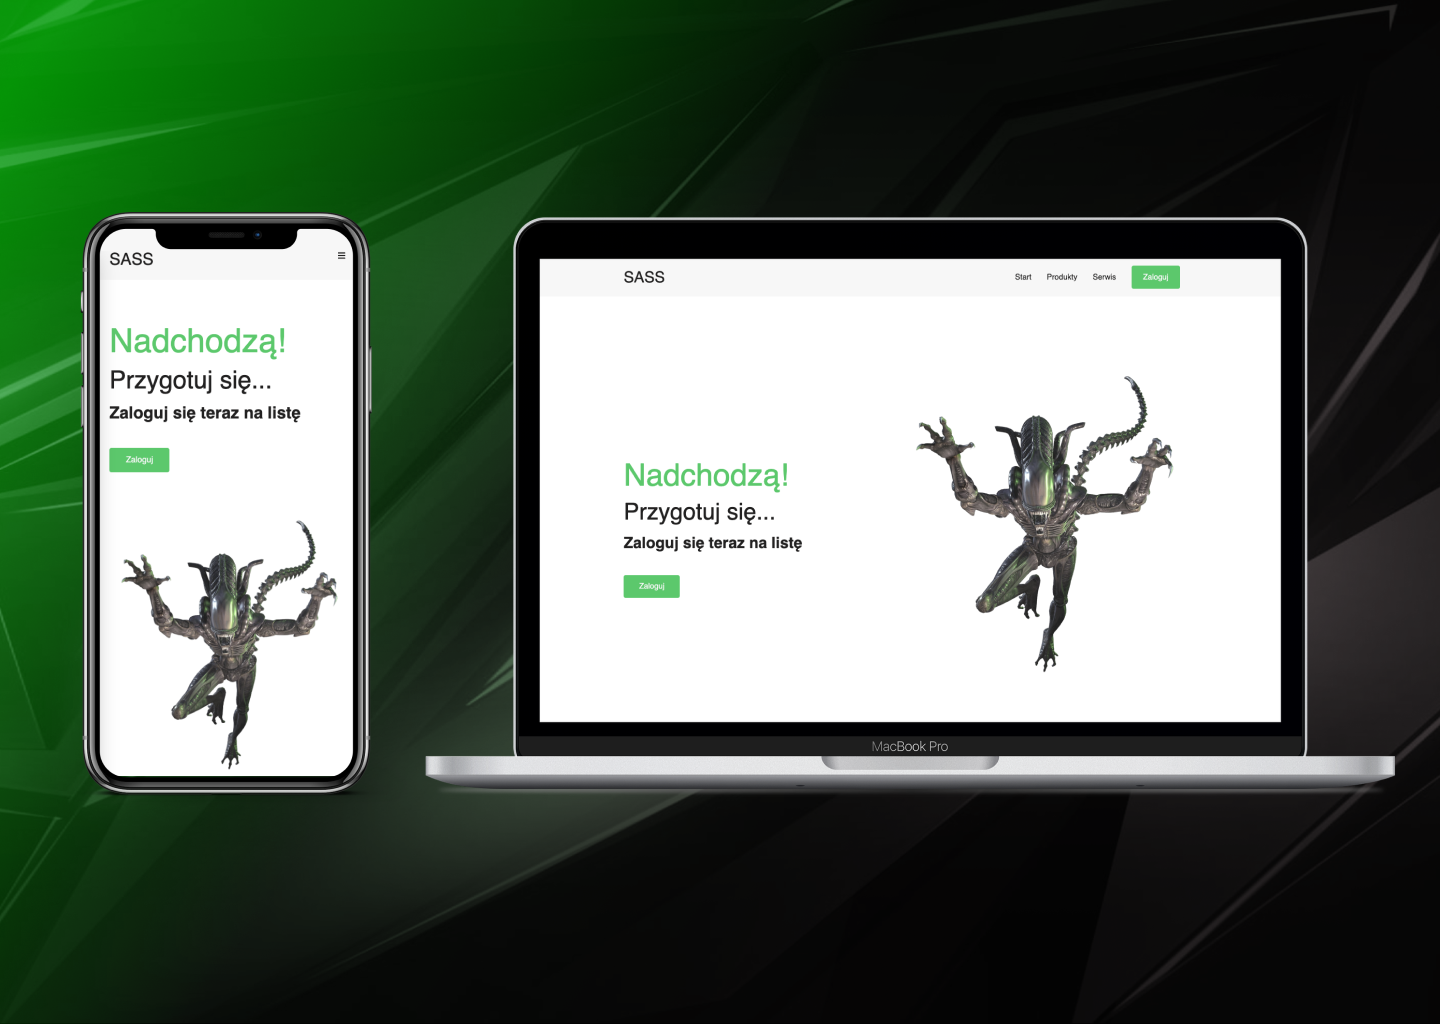 SASS
Nadchodzą!
Przygotuj się...
Zaloguj się teraz na listę
Zaloguj
SASS
Start Produkty Serwis Zaloguj
Nadchodzą!
Przygotuj się...
Zaloguj się teraz na listę
Zaloguj
MacBook Pro